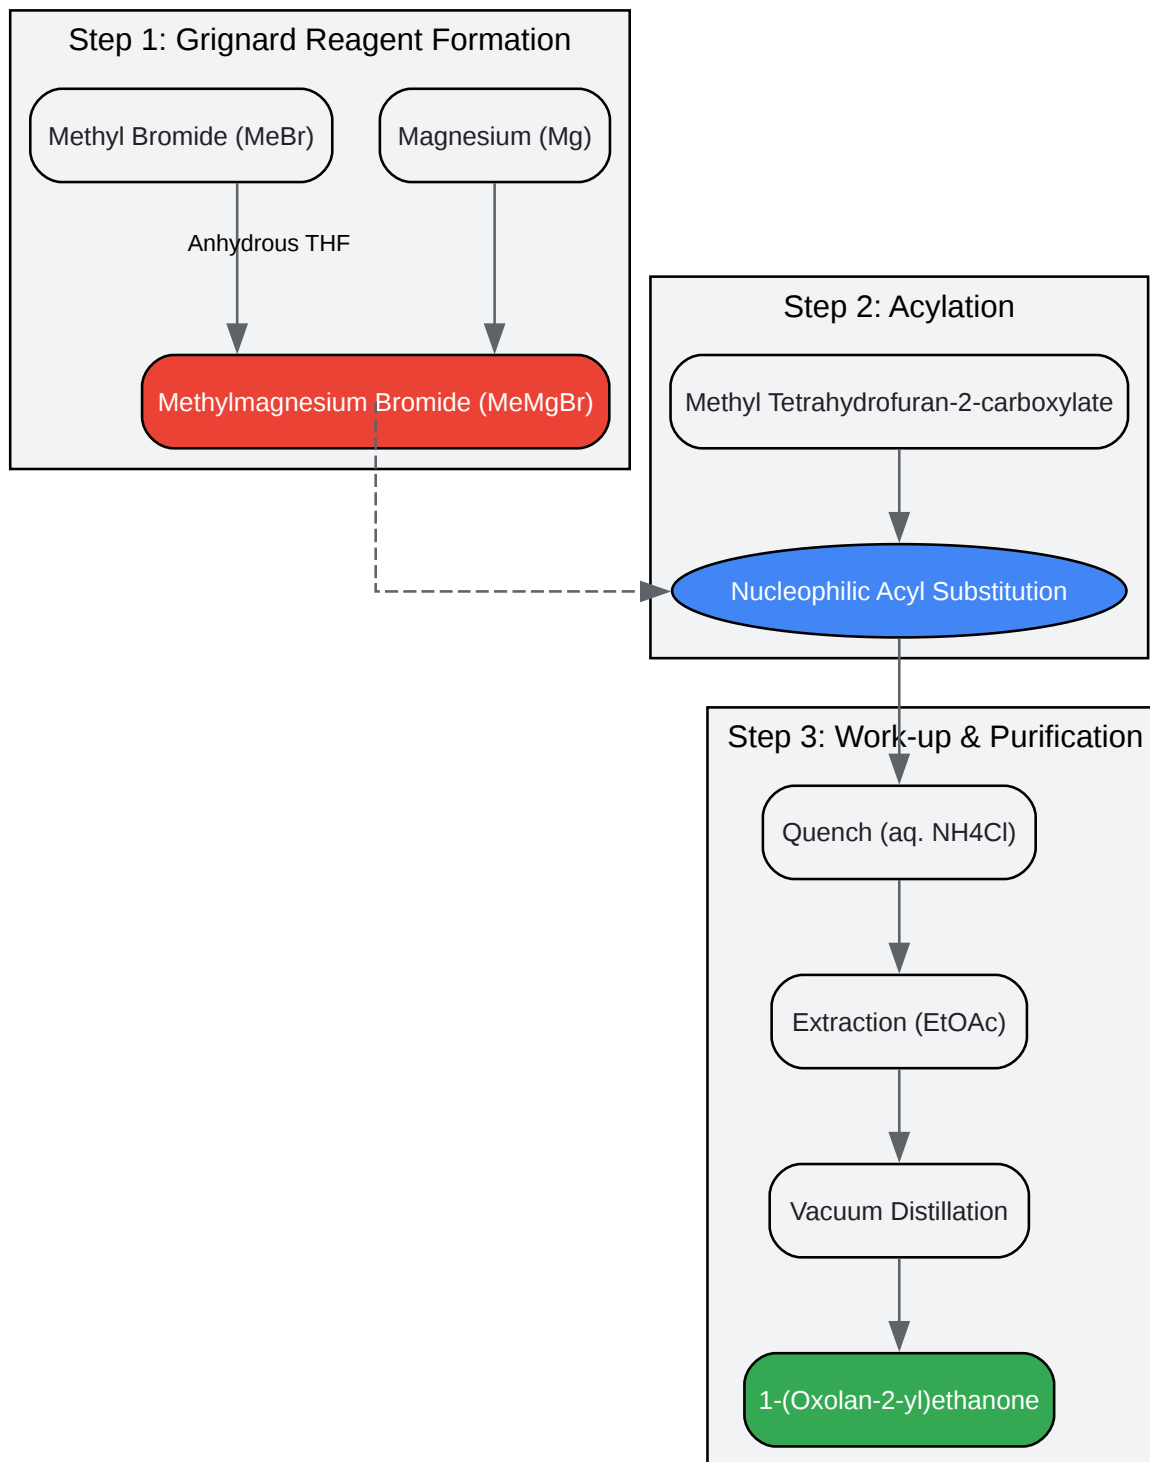 Step 1: Grignard Reagent Formation
Methyl Bromide (MeBr)
Magnesium (Mg)
Anhydrous THF
Methylmagnesium Bromide (MeMgBr)
Step 2: Acylation
Methyl Tetrahydrofuran-2-carboxylate
Nucleophilic Acyl Substitution
Step 3: Work-up & Purification
Quench (aq. NH4Cl)
Extraction (EtOAc)
Vacuum Distillation
1-(Oxolan-2-yl)ethanone